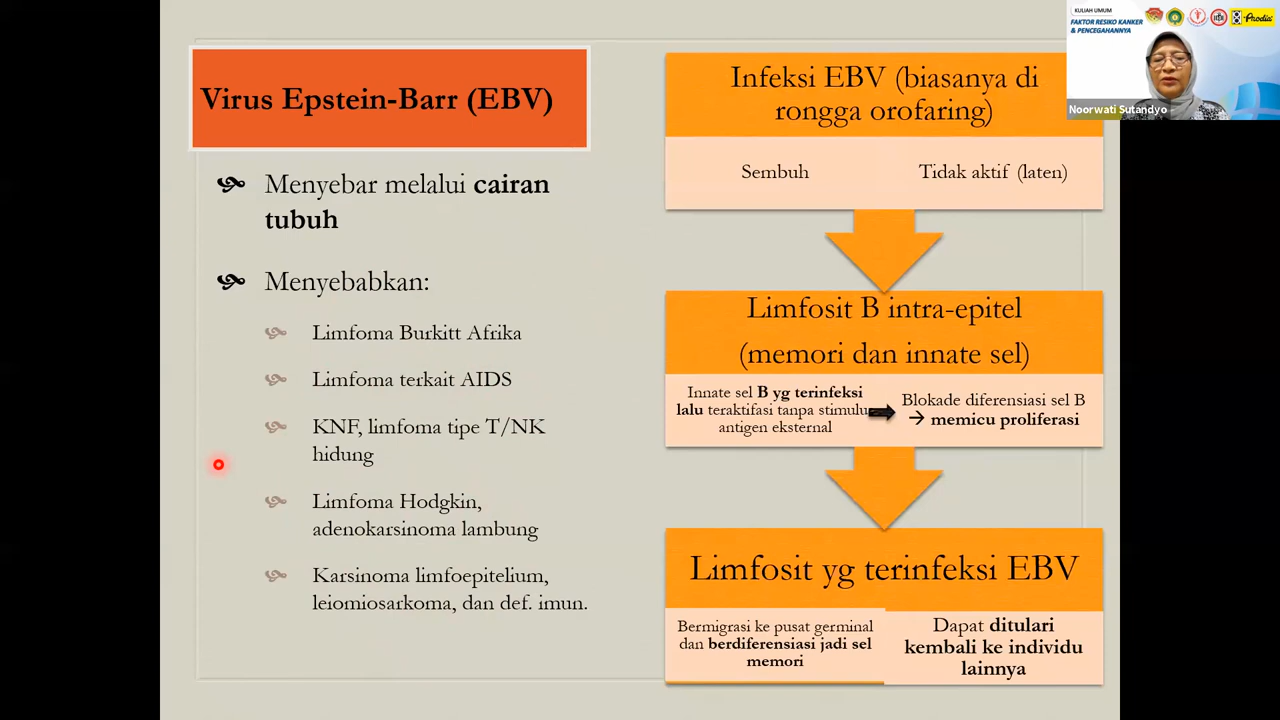 Virus Epstein-Barr (EBV)
Menyebar melalui cairan
tubuh
Menyebabkan:
Limfoma Burkitt Afrika
Limfoma terkait AIDS
KNF, limfoma tipe T/NK
hidung
Limfoma Hodgkin,
adenokarsinoma lambung
Karsinoma limfoepitelium,
leiomiosarkoma, dan def. imun.
Infeksi EBV (biasanya di
rongga orofaring)
Sembuh
Tidak aktif (laten)
Limfosit B intra-epitel
(memori dan innate sel)
Innate sel B yg terinfeksi
lalu teraktifasi tanpa stimulu
antigen eksternal
Blokade diferensiasi sel B
→ memicu proliferasi
Limfosit yg terinfeksi EBV
Bermigrasi ke pusat germinal
dan berdiferensiasi jadi sel
memori
Dapat ditulari
kembali ke individu
lainnya
KULIAH UMUM
FAKTOR RESIKO KANKER
& PENCEGAHANNYA
Prodia
Noorwati Sutandyo